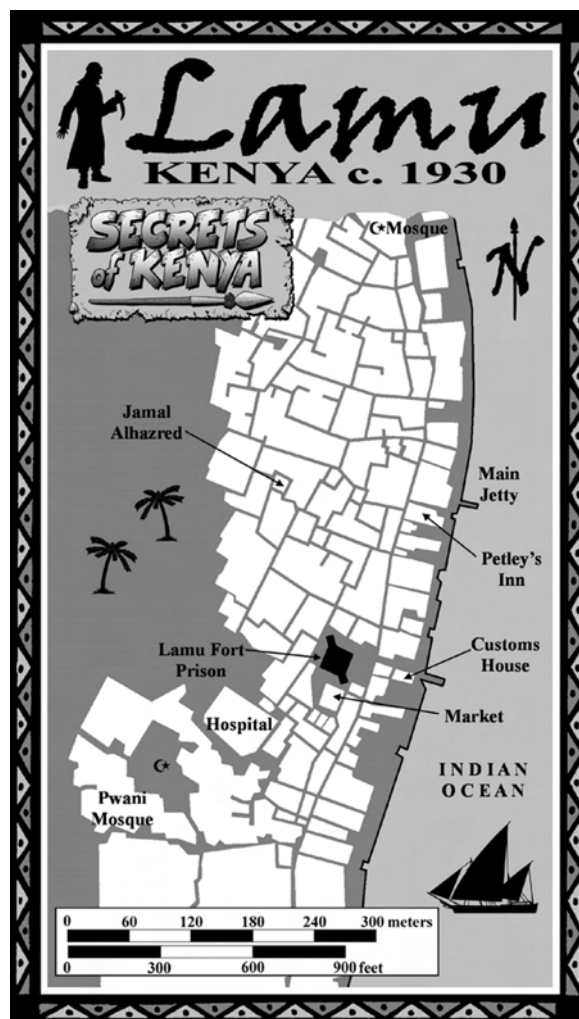 Lamu
KENYA c. 1930
SECRETS
of KENYA
Mosque
N
Jamal
Alhazred
Main
Jetty
Petley's
Inn
Lamu Fort
Prison
Customs
House
Hospital
Market
INDIAN
OCEAN
Pwani
Mosque
0 60 120 180 240 300 meters
0 300 600 900 feet